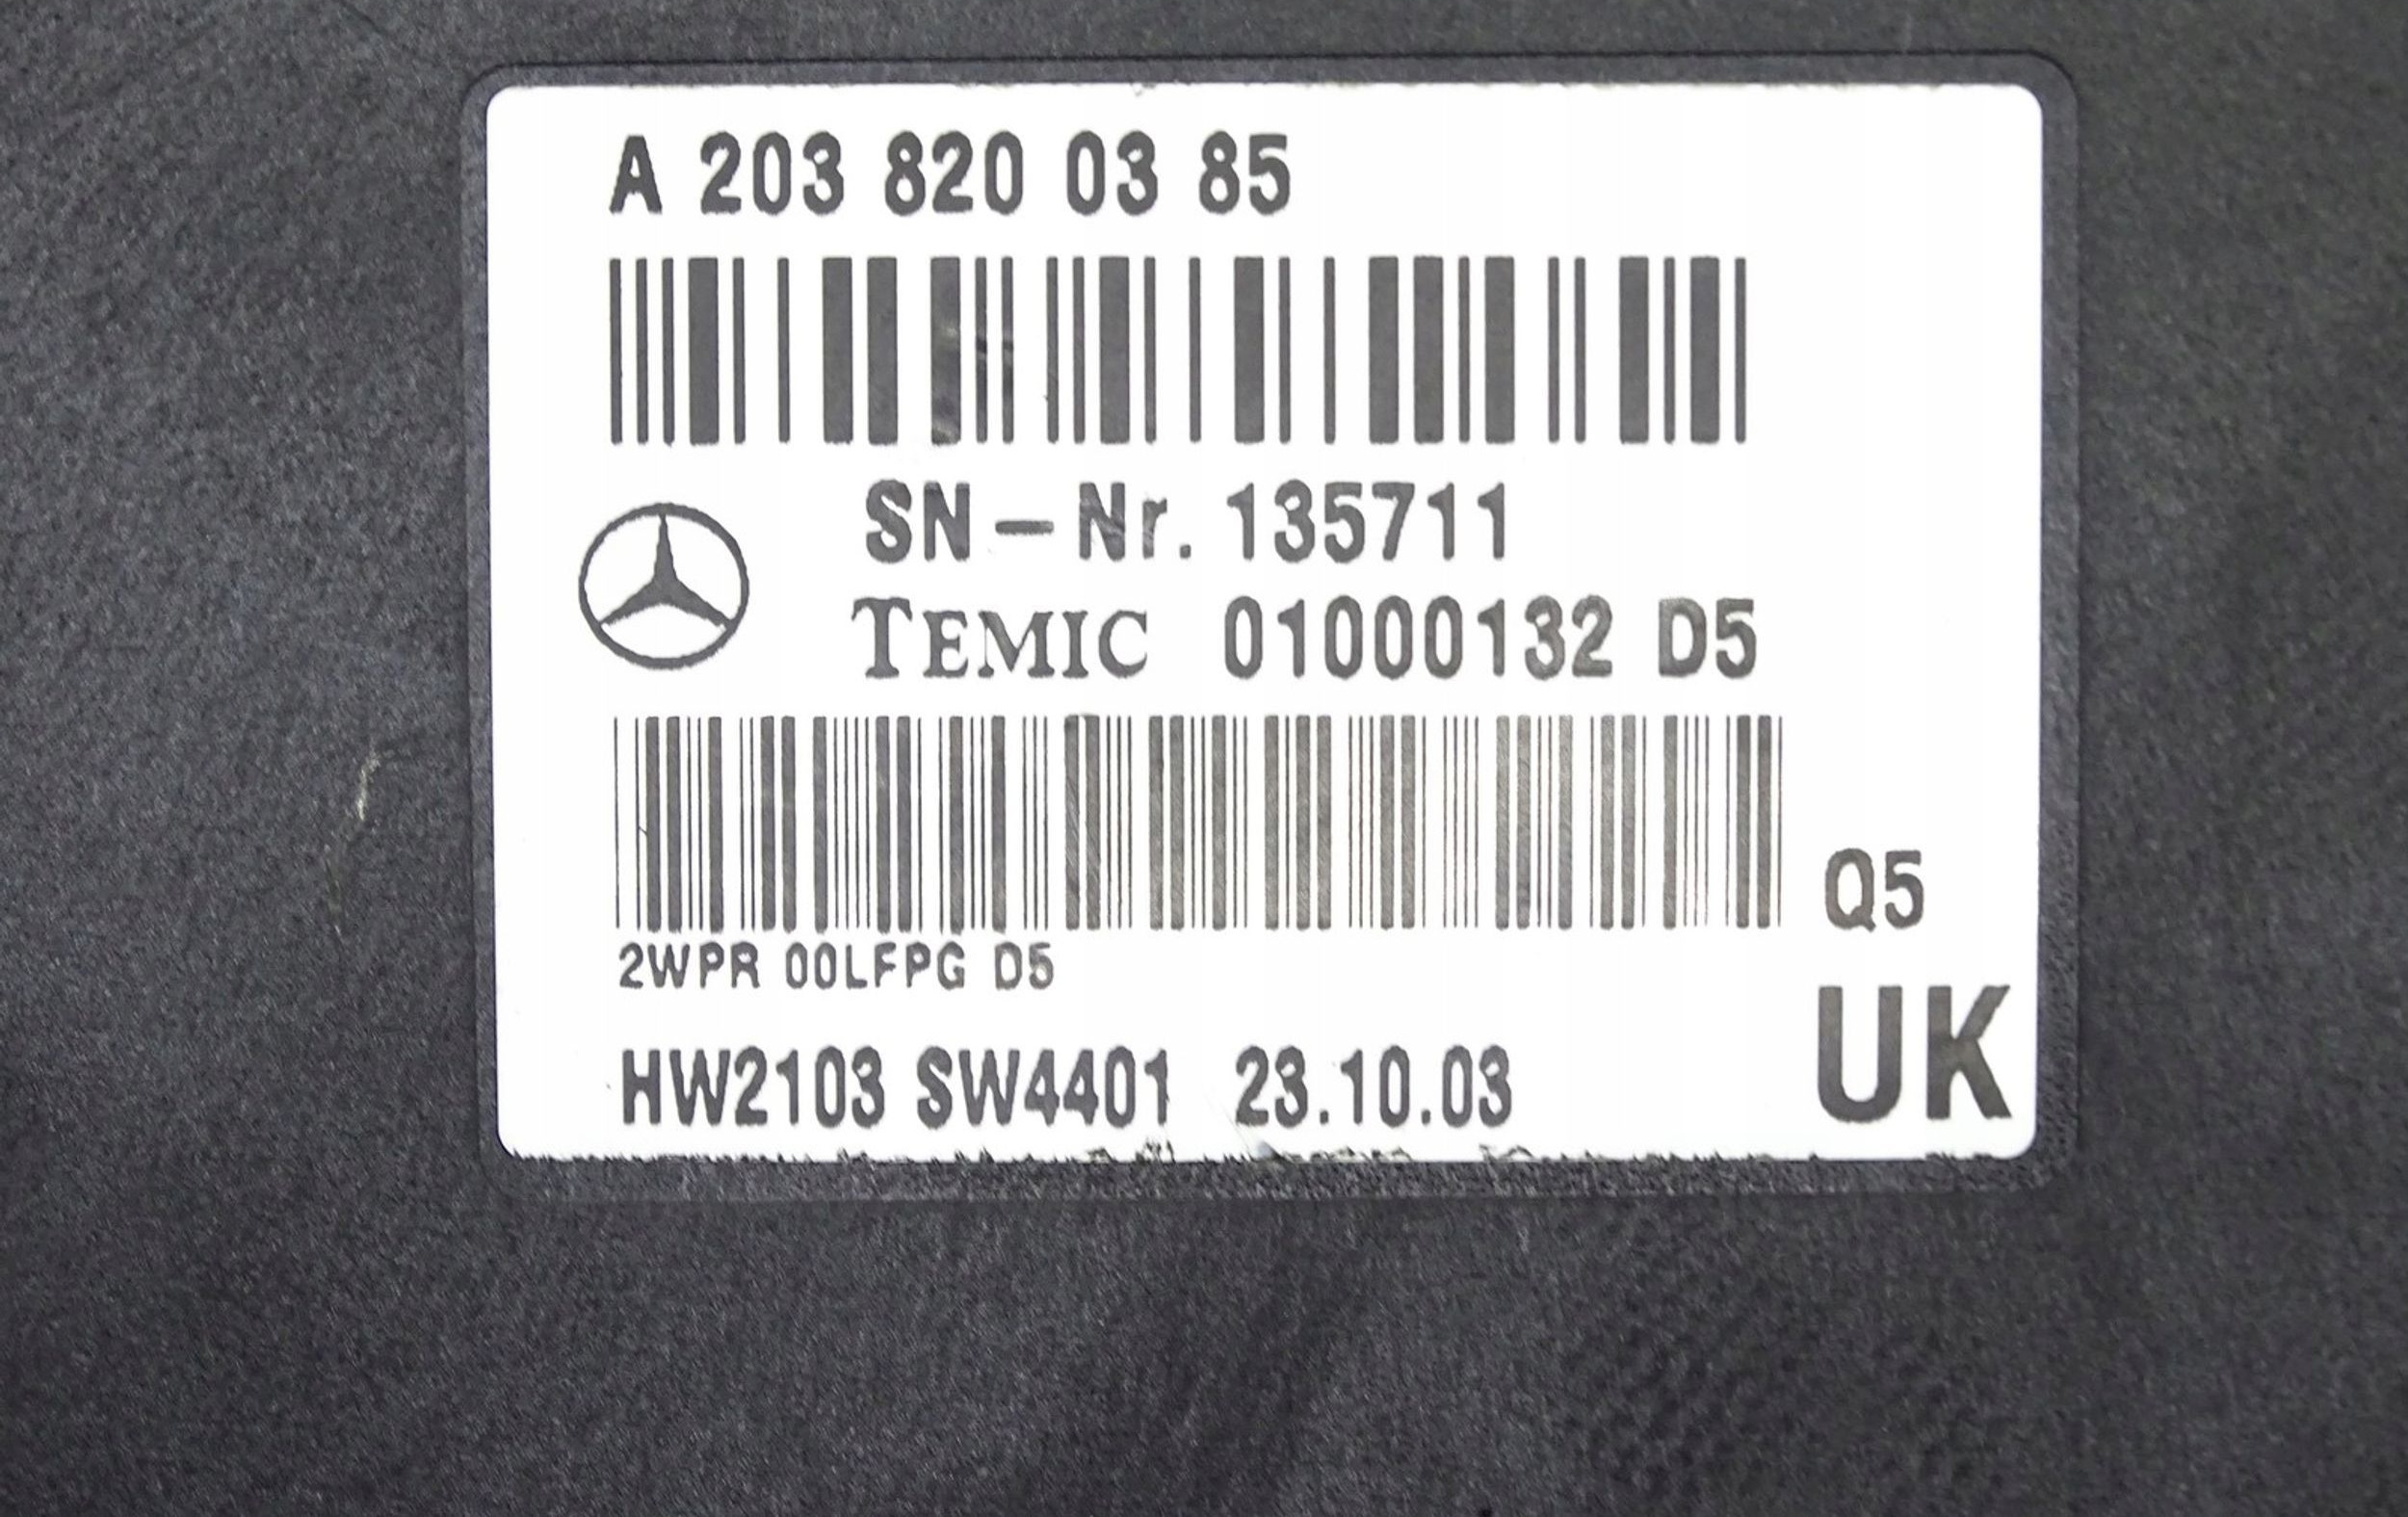 A 203 820 03 85
SN-Nr. 135711
TEMIC 01000132 D5
Q5
2WPR 00LFPG D5
UK
HW2103 SW4401 23.10.03